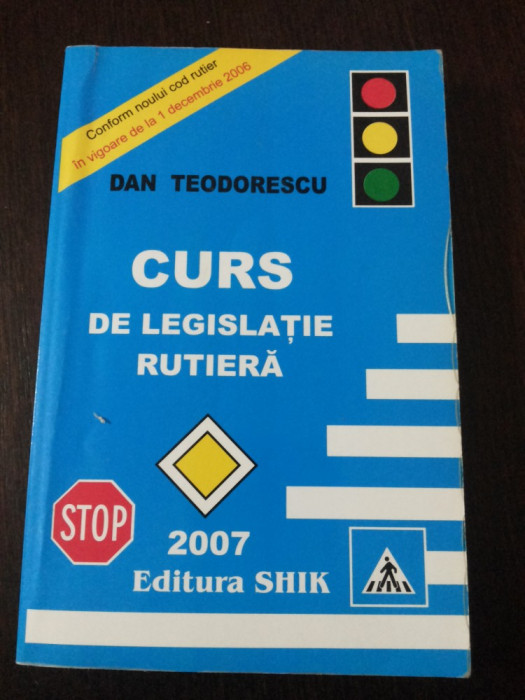 Conform noului cod rutier
în vigoare de la 1 decembrie 2006
DAN TEODORESCU
CURS
DE LEGISLAȚIE
RUTIERĂ
STOP
2007
Editura SHIK